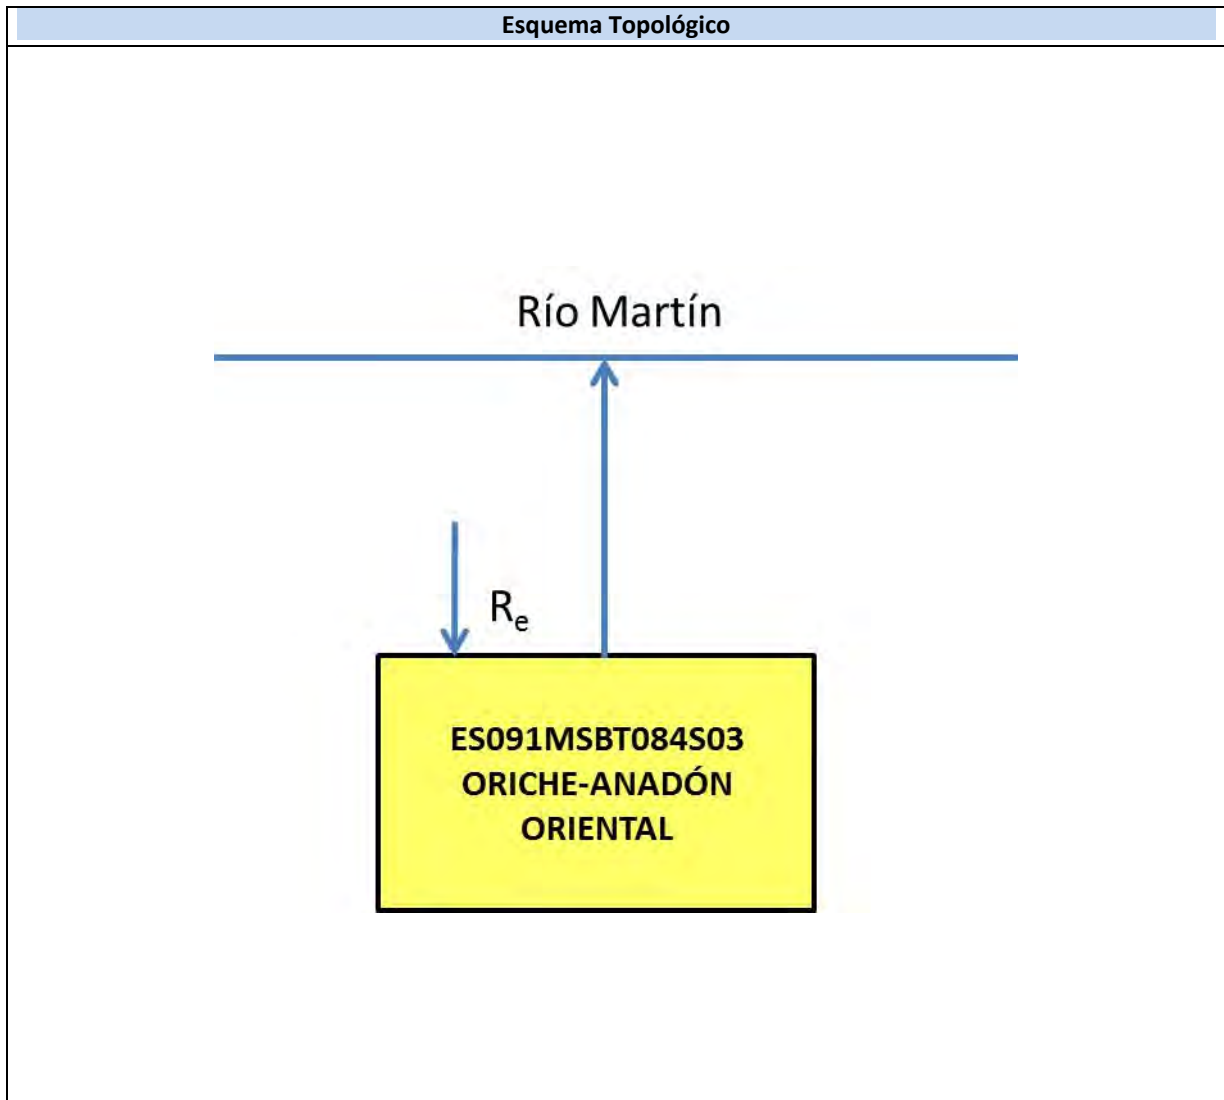 Esquema Topológico
Río Martín
Re
ES091MSBT084S03
ORICHE-ANADÓN
ORIENTAL